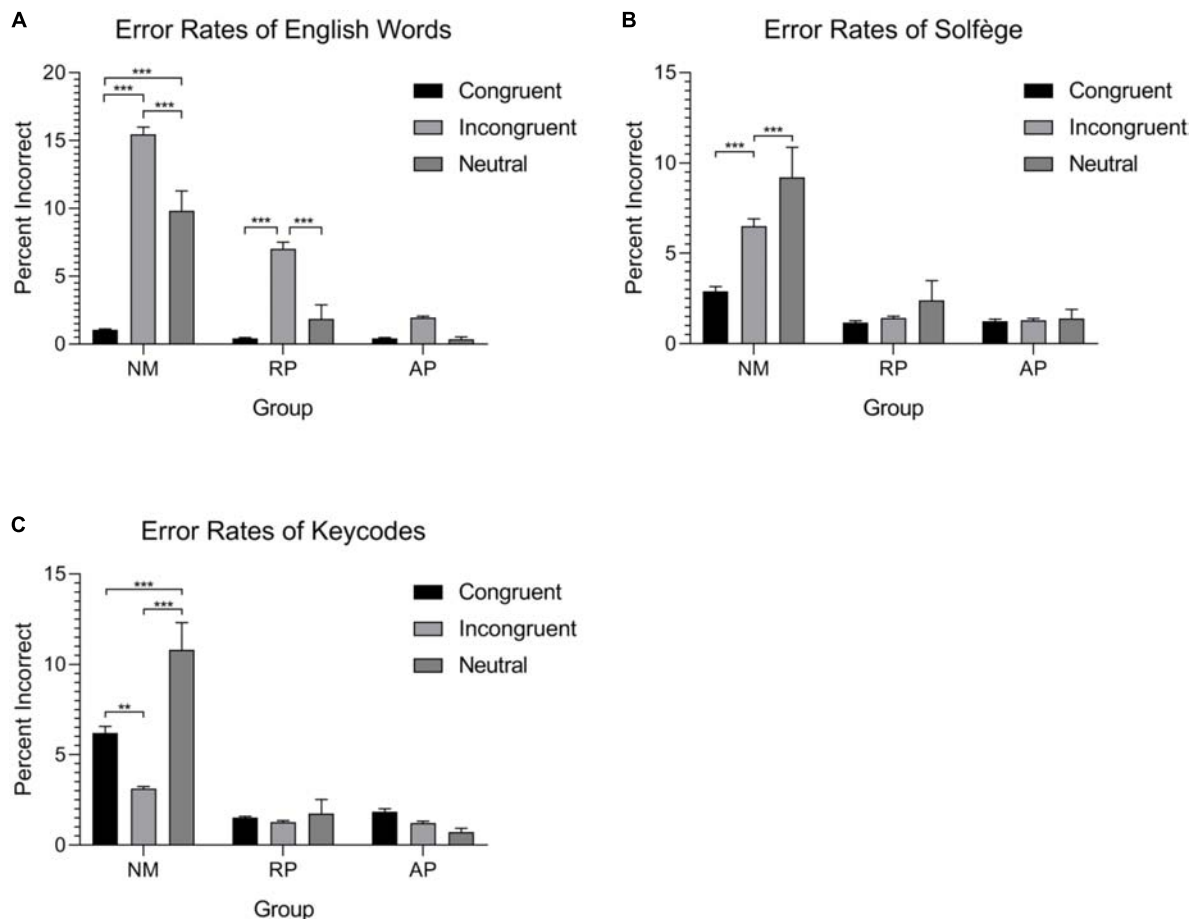 A
Error Rates of English Words
20
15
10
5
0
Percent Incorrect
***
***
***
***
***
Congruent
Incongruent
Neutral
NM
RP
AP
Group
B
Error Rates of Solfège
15
10
5
0
Percent Incorrect
***
***
Congruent
Incongruent
Neutral
NM
RP
AP
Group
C
Error Rates of Keycodes
15
10
5
0
Percent Incorrect
***
***
**
Congruent
Incongruent
Neutral
NM
RP
AP
Group